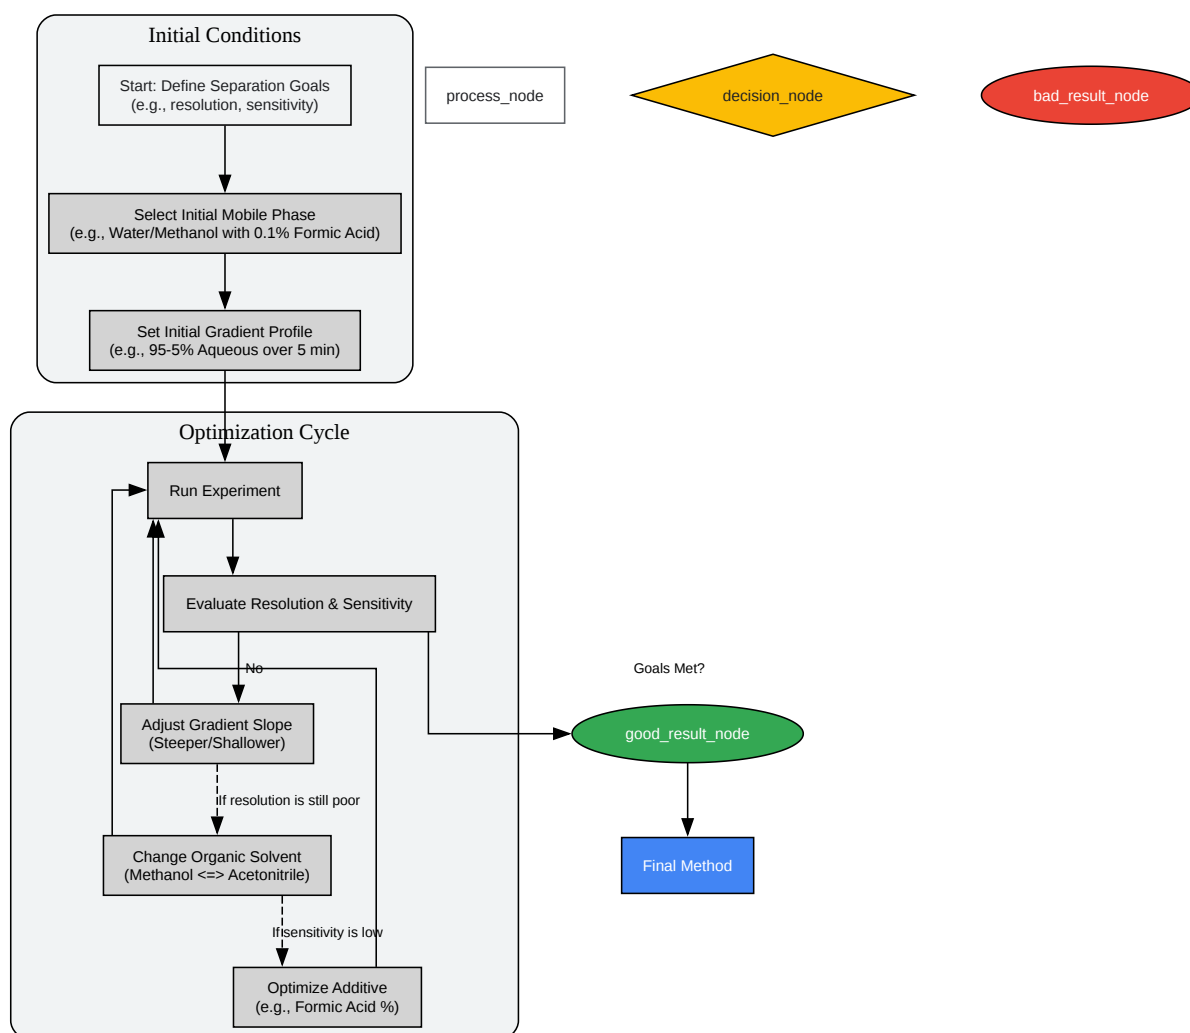 Initial Conditions
Start: Define Separation Goals
(e.g., resolution, sensitivity)
process_node
decision_node
bad_result_node
Select Initial Mobile Phase
(e.g., Water/Methanol with 0.1% Formic Acid)
Set Initial Gradient Profile
(e.g., 95-5% Aqueous over 5 min)
Optimization Cycle
Run Experiment
Evaluate Resolution & Sensitivity
No
Goals Met?
Adjust Gradient Slope
(Steeper/Shallower)
good_result_node
If resolution is still poor
Change Organic Solvent
(Methanol <=> Acetonitrile)
Final Method
If sensitivity is low
Optimize Additive
(e.g., Formic Acid %)